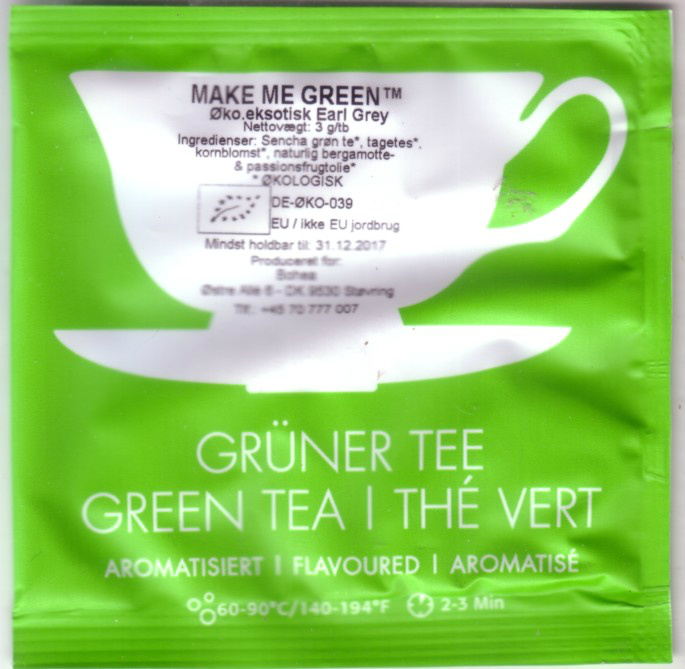 MAKE ME GREEN™
Øko.eksotisk Earl Grey
Nettovægt: 3 g/tb
Ingredienser: Sencha grøn te*, tagetes*,
kornblomst*, naturlig bergamotte-
& passionsfrugtolie*
* ØKOLOGISK
DE-ØKO-039
EU / ikke EU jordbrug
Mindst holdbar til: 31.12.2017
Produceret for:
Bohea
Østre Allé 6 - DK 9530 Støvring
Tlf.: +45 70 777 007
GRÜNER TEE
GREEN TEA | THÉ VERT
AROMATISIERT | FLAVOURED | AROMATISÉ
60-90°C/140-194°F 2-3 Min